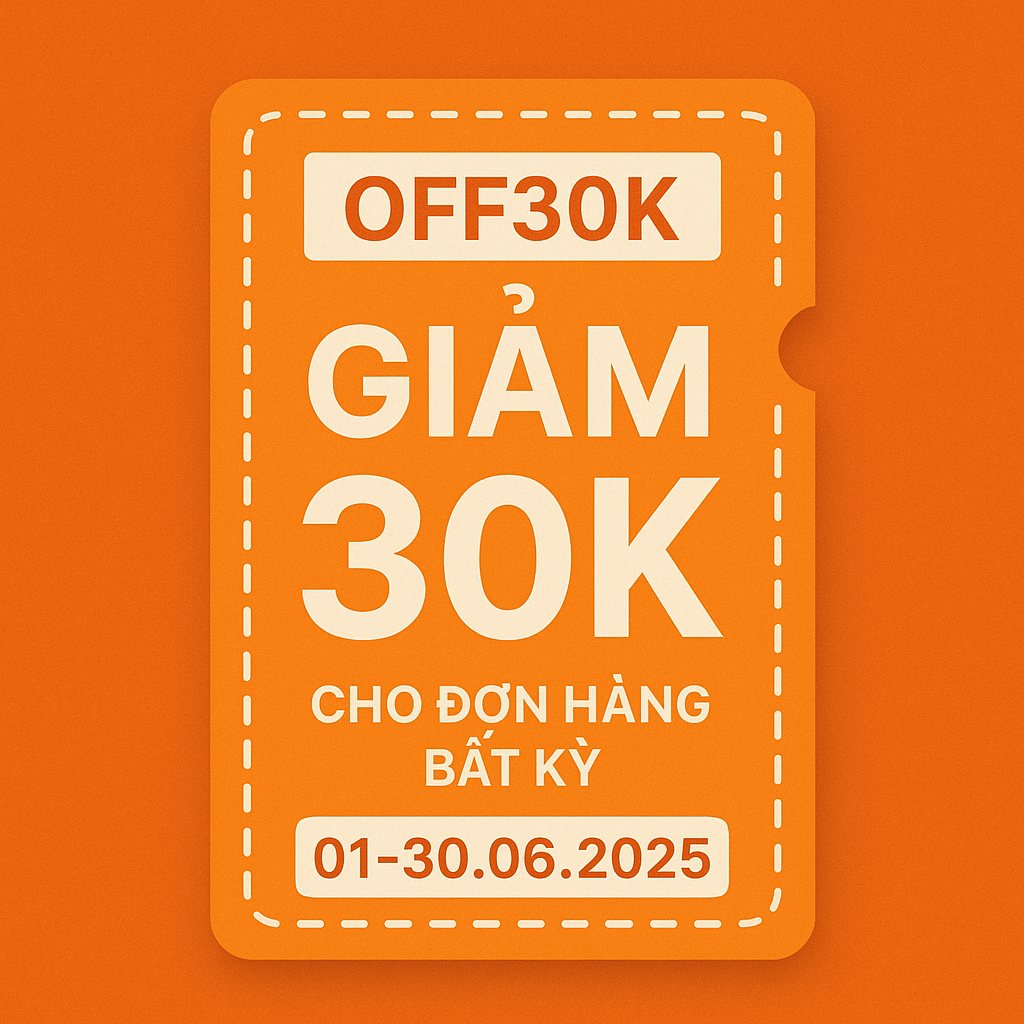 OFF30K
GIẢM
30K
CHO ĐƠN HÀNG
BẤT KỲ
01-30.06.2025